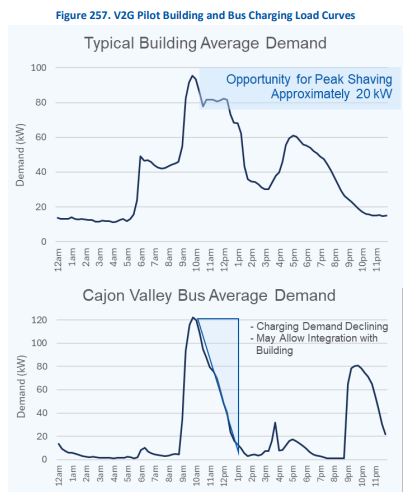 Figure 257. V2G Pilot Building and Bus Charging Load Curves
Typical Building Average Demand
Opportunity for Peak Shaving
Approximately 20 kW
Demand (kW)
100
80
60
40
20
0
12am 1am 2am 3am 4am 5am 6am 7am 8am 9am 10am 11am 12pm 1pm 2pm 3pm 4pm 5pm 6pm 7pm 8pm 9pm 10pm 11pm
Cajon Valley Bus Average Demand
- Charging Demand Declining
- May Allow Integration with
Building
Demand (kW)
120
100
80
60
40
20
0
12am 1am 2am 3am 4am 5am 6am 7am 8am 9am 10am 11am 12pm 1pm 2pm 3pm 4pm 5pm 6pm 7pm 8pm 9pm 10pm 11pm